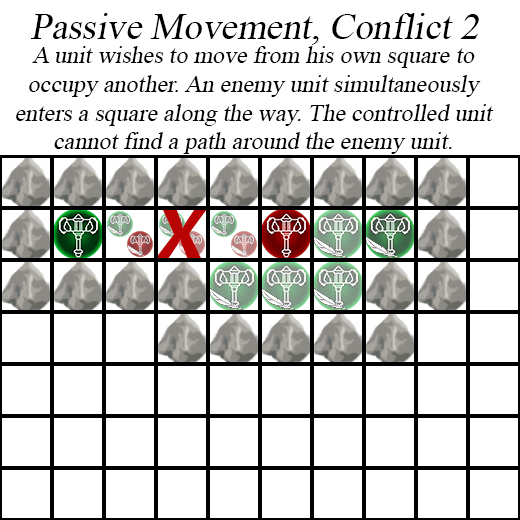 Passive Movement, Conflict 2
A unit wishes to move from his own square to
occupy another. An enemy unit simultaneously
enters a square along the way. The controlled unit
cannot find a path around the enemy unit.